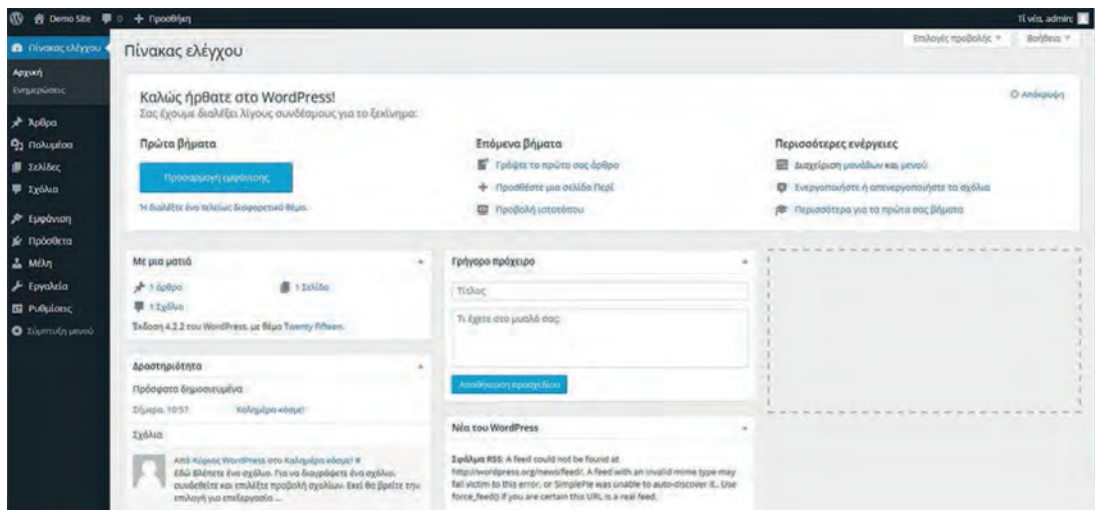 Demo Site 0 + Προσθήκη
Τί νέα, admin;
Πίνακας ελέγχου
Αρχική
Ενημερώσεις
Άρθρα
Πολυμέσα
Σελίδες
Σχόλια
Εμφάνιση
Πρόσθετα
Μέλη
Εργαλεία
Ρυθμίσεις
Σύμπτυξη μενού
Πίνακας ελέγχου
Επιλογές προβολής
Βοήθεια
Καλώς ήρθατε στο WordPress!
Σας έχουμε διαλέξει λίγους συνδέσμους για το ξεκίνημα:
Απόκρυψη
Πρώτα βήματα
Προσαρμογή εμφάνισης
Ή διαλέξτε ένα τελείως διαφορετικό θέμα.
Επόμενα βήματα
Γράψτε το πρώτο σας άρθρο
Προσθέστε μια σελίδα Περί
Προβολή ιστοτόπου
Περισσότερες ενέργειες
Διαχείριση μονάδων και μενού
Ενεργοποιήστε ή απενεργοποιήστε τα σχόλια
Περισσότερα για τα πρώτα σας βήματα
Με μια ματιά
1 άρθρο 1 Σελίδα
1 Σχόλιο
Έκδοση 4.2.2 του WordPress, με θέμα Twenty Fifteen.
Δραστηριότητα
Πρόσφατα δημοσιευμένα
Σήμερα, 10:57 Καλημέρα κόσμε!
Σχόλια
Από Κύριος WordPress στο Καλημέρα κόσμε! #
Εδώ βλέπετε ένα σχόλιο. Για να διαγράψετε ένα σχόλιο,
συνδεθείτε και επιλέξτε προβολή σχολίων. Εκεί θα βρείτε την
επιλογή για επεξεργασία ...
Γρήγορο πρόχειρο
Τίτλος
Τι έχετε στο μυαλό σας;
Αποθήκευση προσχεδίου
Νέα του WordPress
Σφάλμα RSS: A feed could not be found at
http://wordpress.org/news/feed/. A feed with an invalid mime type may
fall victim to this error, or SimplePie was unable to auto-discover it.. Use
force_feed() if you are certain this URL is a real feed.